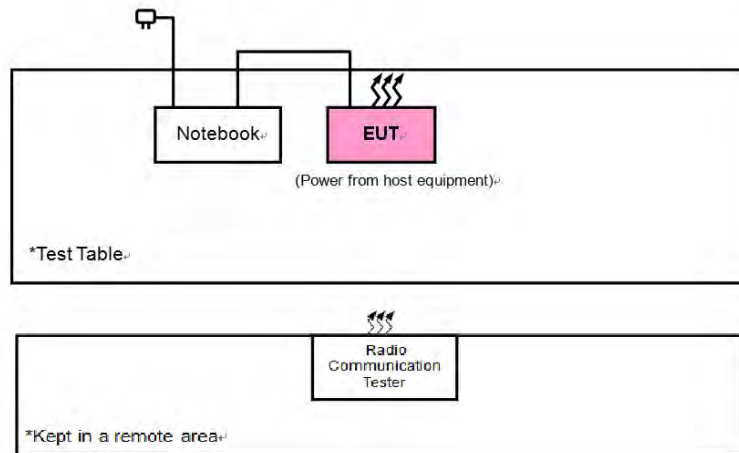 Notebook
EUT
(Power from host equipment)
*Test Table
Radio
Communication
Tester
*Kept in a remote area